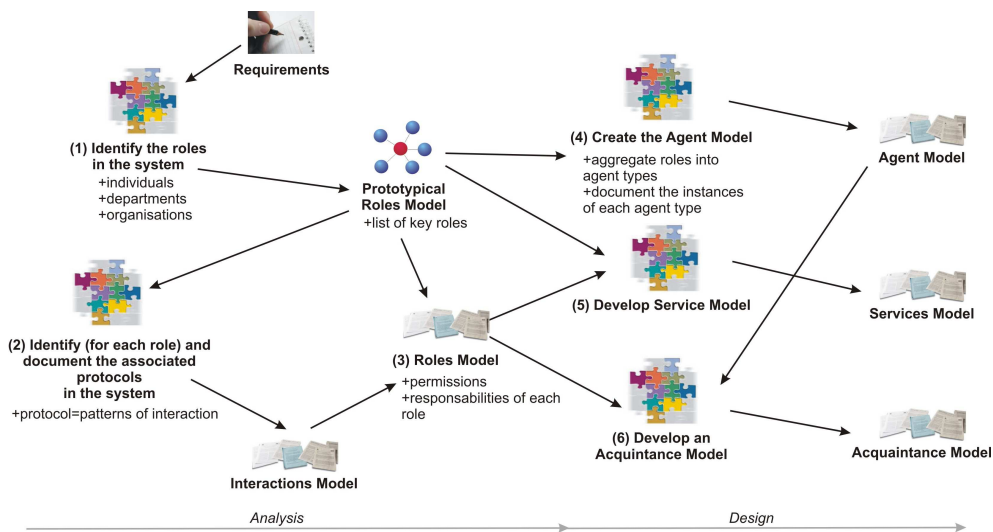 Requirements
(1) Identify the roles
in the system
+individuals
+departments
+organisations
Prototypical
Roles Model
+list of key roles
(2) Identify (for each role) and
document the associated
protocols
in the system
+protocol=patterns of interaction
Interactions Model
(3) Roles Model
+permissions
+responsabilities of each
role
(4) Create the Agent Model
+aggregate roles into
agent types
+document the instances
of each agent type
Agent Model
(5) Develop Service Model
Services Model
(6) Develop an
Acquintance Model
Acquaintance Model
Analysis
Design